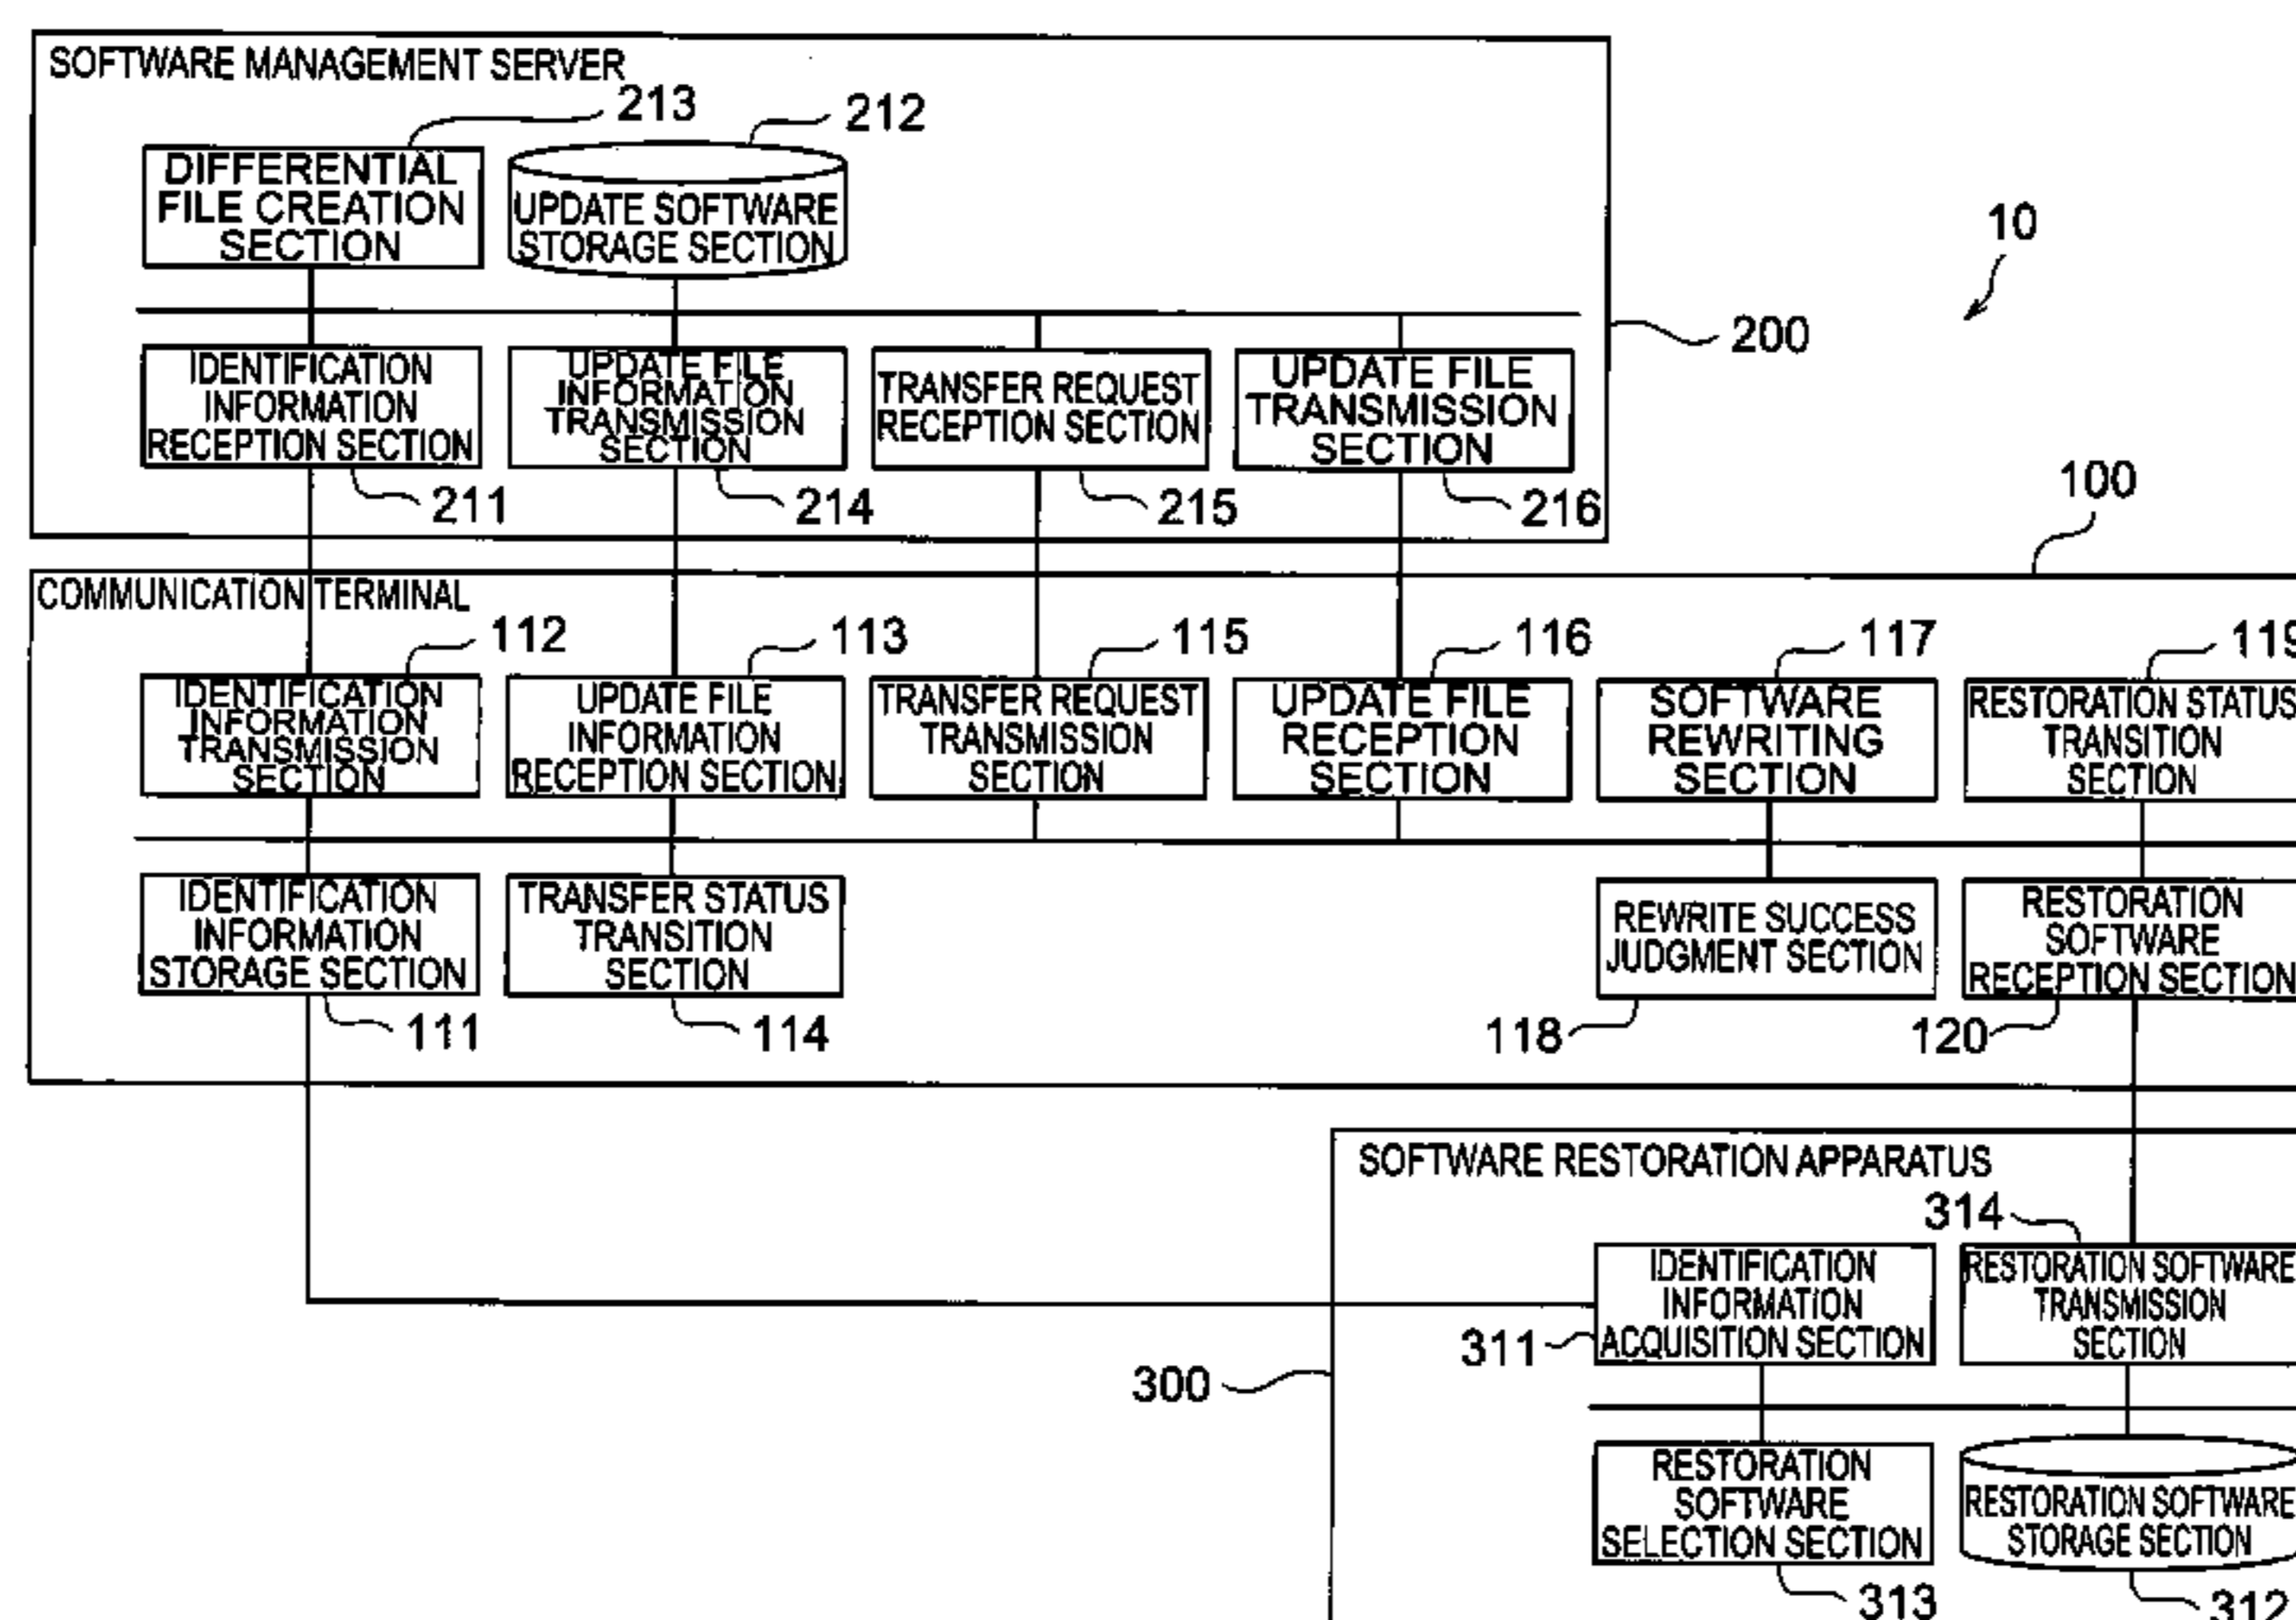 SOFTWARE MANAGEMENT SERVER
213
212
DIFFERENTIAL
FILE CREATION
SECTION
UPDATE SOFTWARE
STORAGE SECTION
10
200
IDENTIFICATION
INFORMATION
RECEPTION SECTION
UPDATE FILE
INFORMATION
TRANSMISSION
SECTION
TRANSFER REQUEST
RECEPTION SECTION
UPDATE FILE
TRANSMISSION
SECTION
211
214
215
216
100
COMMUNICATION TERMINAL
112
113
115
116
117
119
IDENTIFICATION
INFORMATION
TRANSMISSION
SECTION
UPDATE FILE
INFORMATION
RECEPTION SECTION
TRANSFER REQUEST
TRANSMISSION
SECTION
UPDATE FILE
RECEPTION
SECTION
SOFTWARE
REWRITING
SECTION
RESTORATION STATUS
TRANSITION
SECTION
IDENTIFICATION
INFORMATION
STORAGE SECTION
TRANSFER STATUS
TRANSITION
SECTION
REWRITE SUCCESS
JUDGMENT SECTION
RESTORATION
SOFTWARE
RECEPTION SECTION
111
114
118
120
SOFTWARE RESTORATION APPARATUS
314
IDENTIFICATION
INFORMATION
ACQUISITION SECTION
RESTORATION SOFTWARE
TRANSMISSION
SECTION
311
300
RESTORATION
SOFTWARE
SELECTION SECTION
RESTORATION SOFTWARE
STORAGE SECTION
313
312